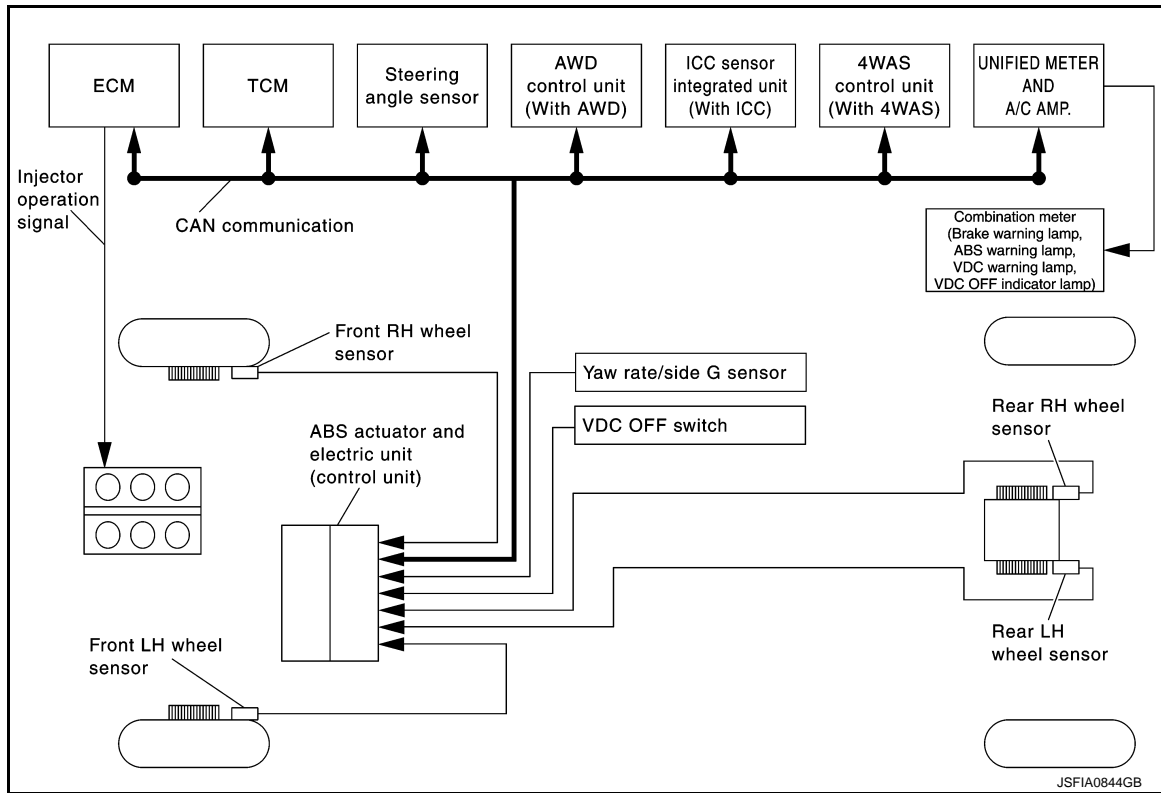 ECM
TCM
Steering
angle sensor
AWD
control unit
(With AWD)
ICC sensor
integrated unit
(With ICC)
4WAS
control unit
(With 4WAS)
UNIFIED METER
AND
A/C AMP.
Injector
operation
signal
CAN communication
Combination meter
(Brake warning lamp,
ABS warning lamp,
VDC warning lamp,
VDC OFF indicator lamp)
Front RH wheel
sensor
Yaw rate/side G sensor
VDC OFF switch
Rear RH wheel
sensor
ABS actuator and
electric unit
(control unit)
Front LH wheel
sensor
Rear LH
wheel sensor
JSFIA0844GB